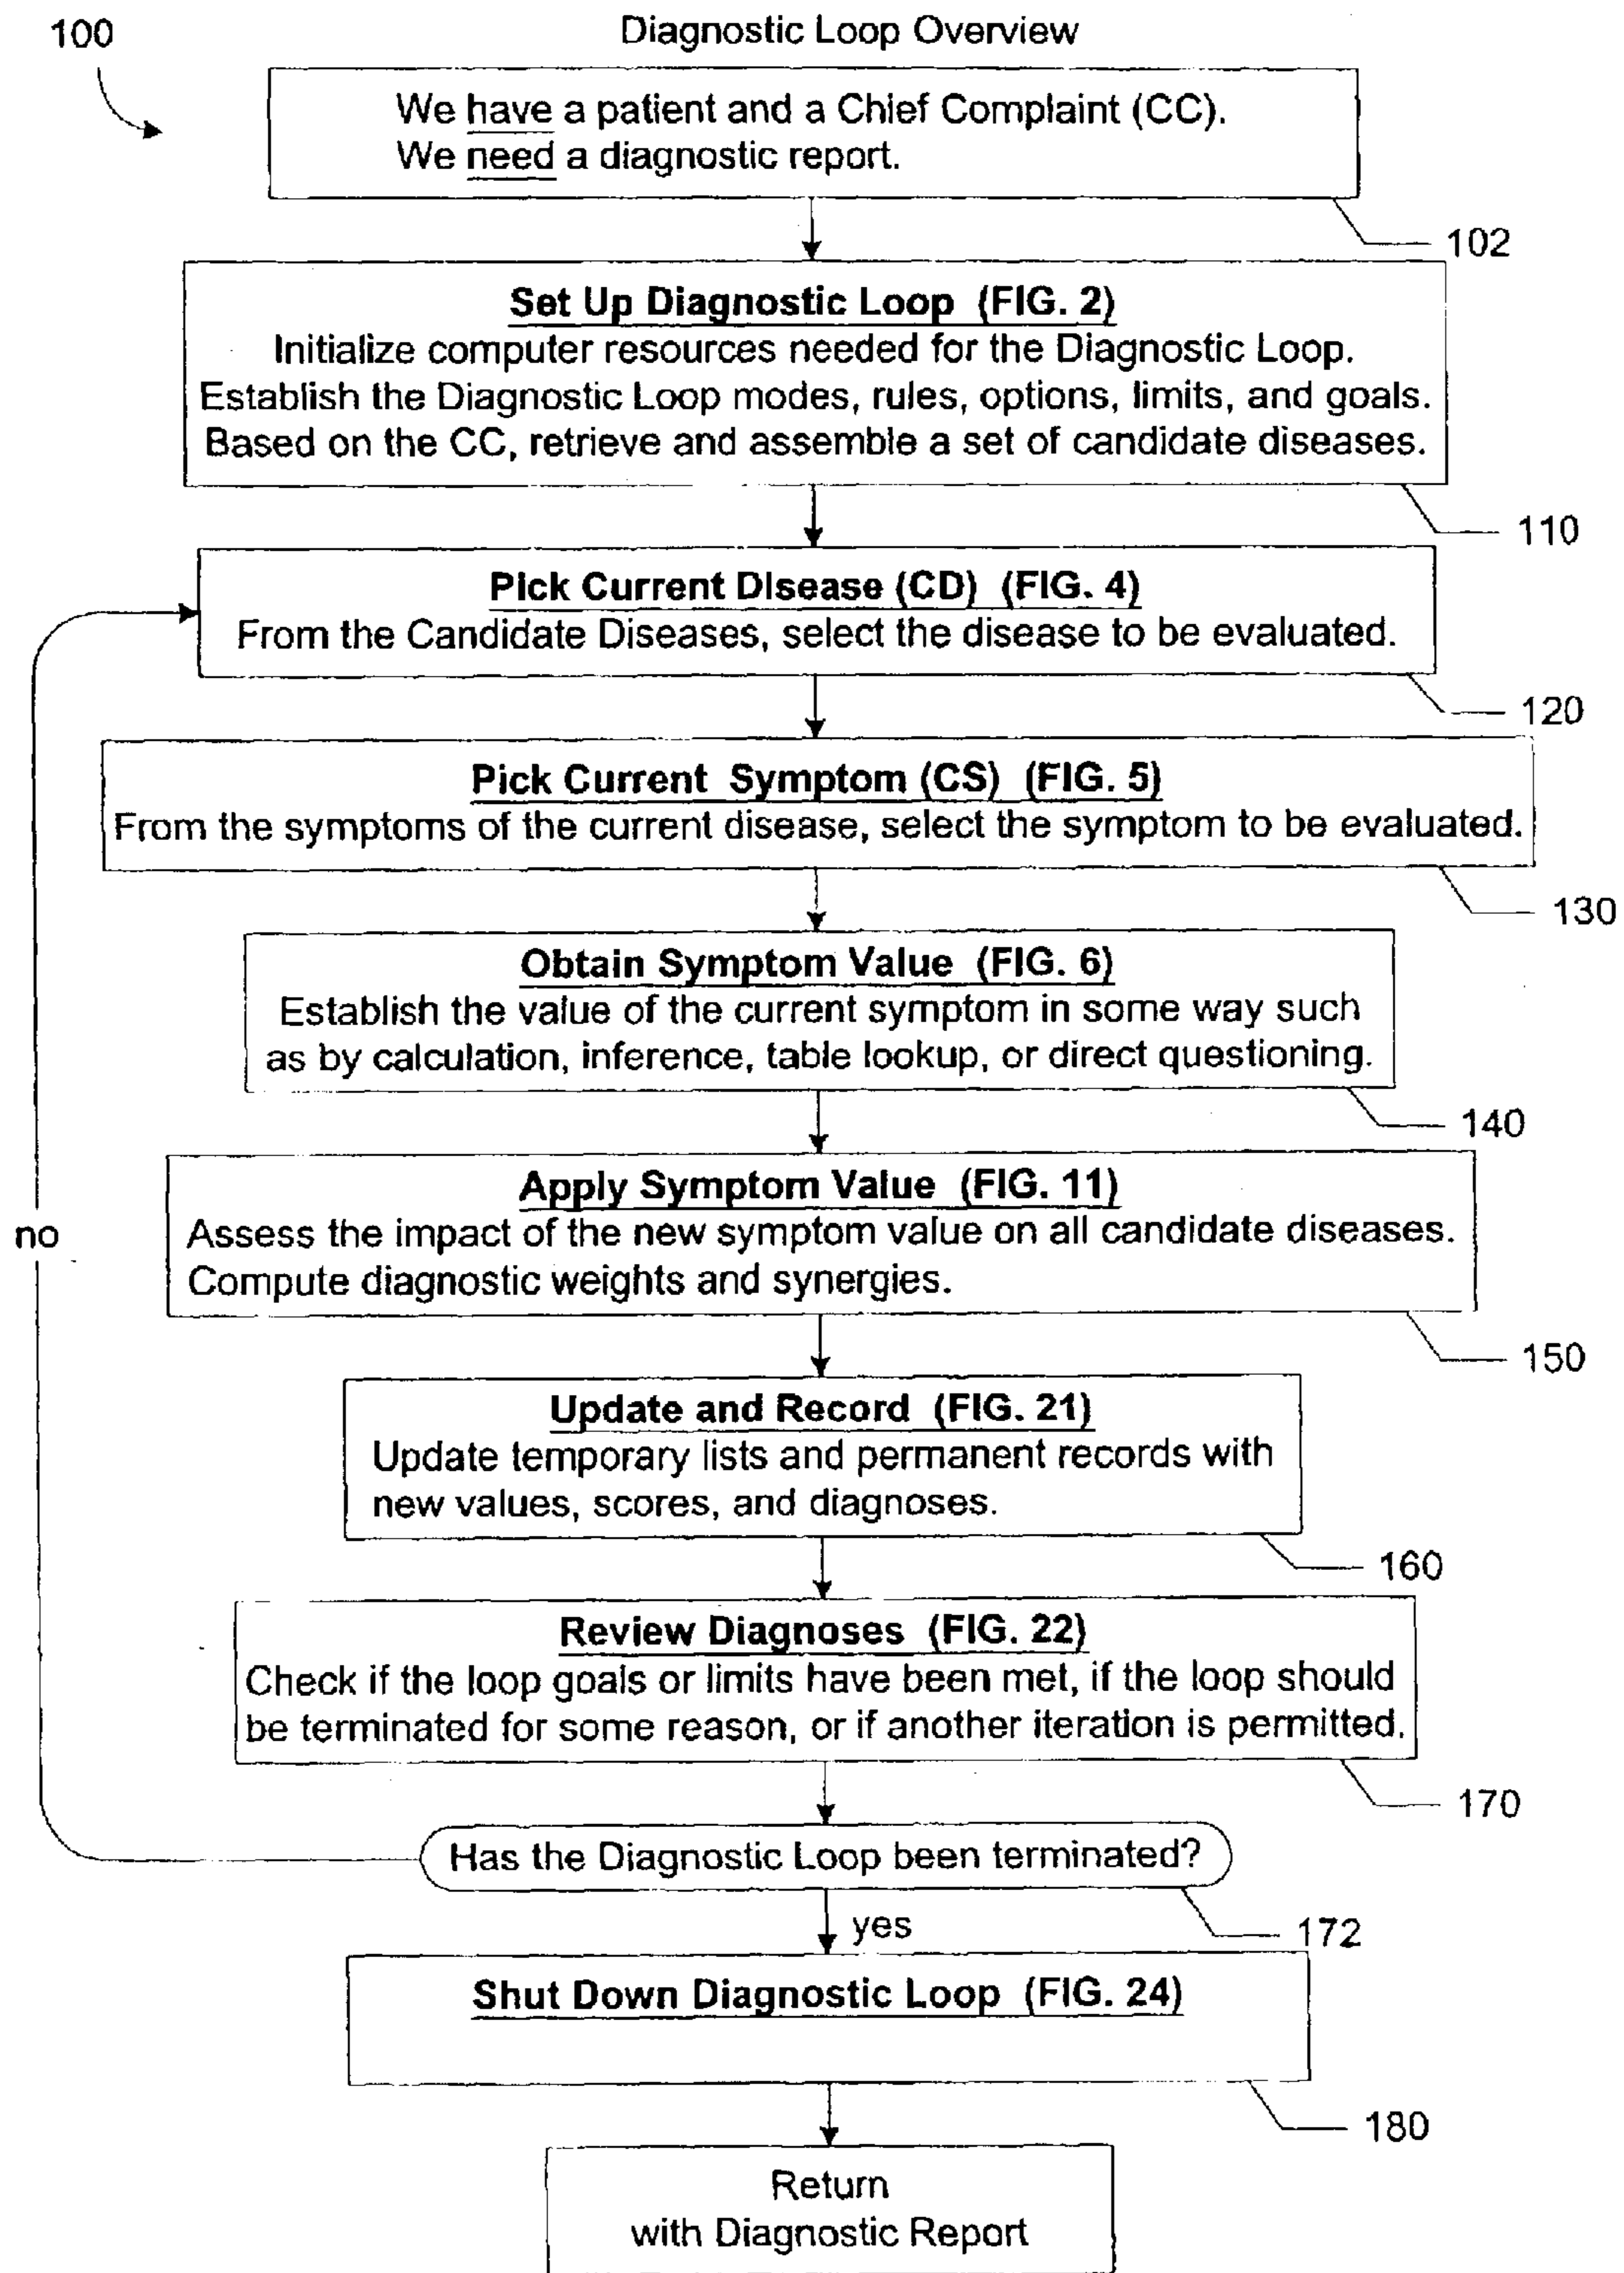 100
Diagnostic Loop Overview
We have a patient and a Chief Complaint (CC).
We need a diagnostic report.
102
Set Up Diagnostic Loop (FIG. 2)
Initialize computer resources needed for the Diagnostic Loop.
Establish the Diagnostic Loop modes, rules, options, limits, and goals.
Based on the CC, retrieve and assemble a set of candidate diseases.
110
Pick Current Disease (CD) (FIG. 4)
From the Candidate Diseases, select the disease to be evaluated.
120
Pick Current Symptom (CS) (FIG. 5)
From the symptoms of the current disease, select the symptom to be evaluated.
130
Obtain Symptom Value (FIG. 6)
Establish the value of the current symptom in some way such
as by calculation, inference, table lookup, or direct questioning.
140
Apply Symptom Value (FIG. 11)
Assess the impact of the new symptom value on all candidate diseases.
Compute diagnostic weights and synergies.
150
no
Update and Record (FIG. 21)
Update temporary lists and permanent records with
new values, scores, and diagnoses.
160
Review Diagnoses (FIG. 22)
Check if the loop goals or limits have been met, if the loop should
be terminated for some reason, or if another iteration is permitted.
170
Has the Diagnostic Loop been terminated?
172
yes
Shut Down Diagnostic Loop (FIG. 24)
180
Return
with Diagnostic Report